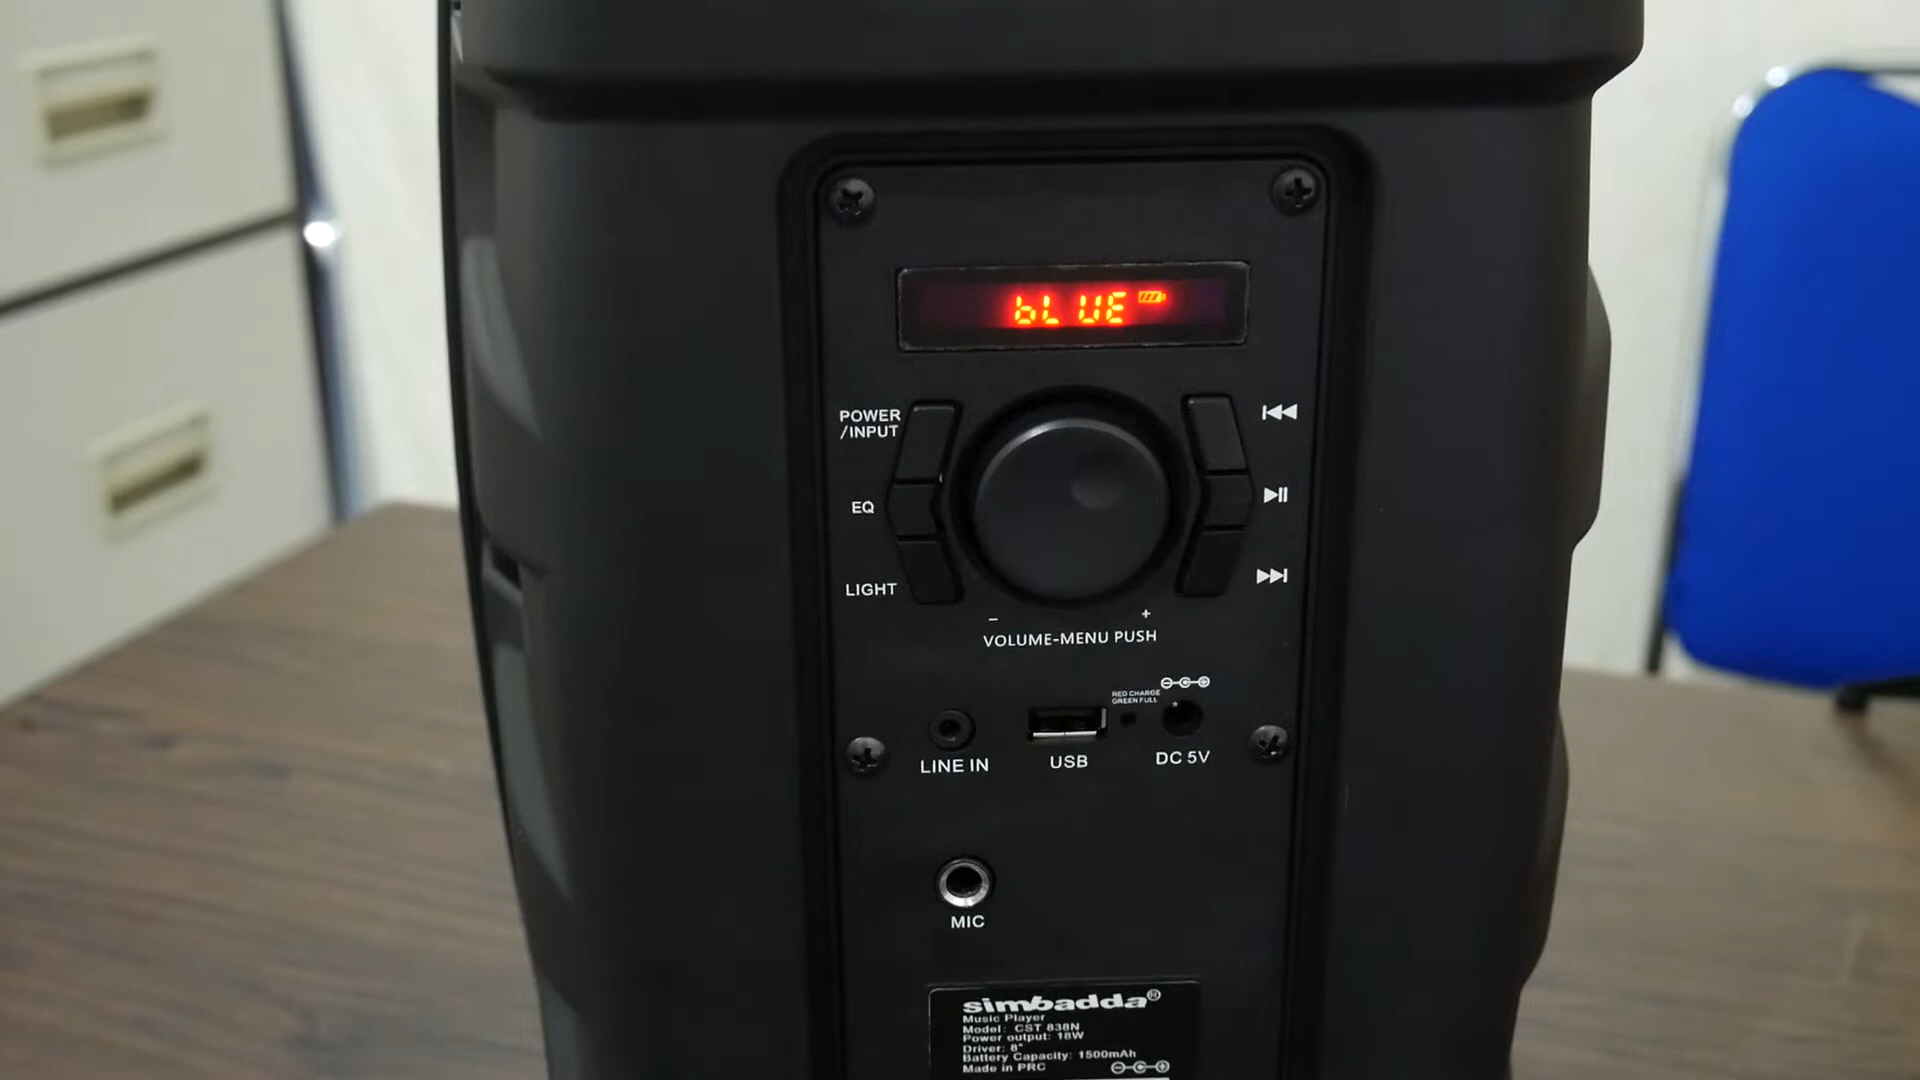 bLUE
POWER
/INPUT
EQ
LIGHT
- +
VOLUME-MENU PUSH
RED CHARGE
GREEN FULL
LINE IN
USB
DC 5V
MIC
simbadda®
Music Player
Model: CST 838N
Power output: 18W
Driver: 8"
Battery Capacity: 1500mAh
Made in PRC